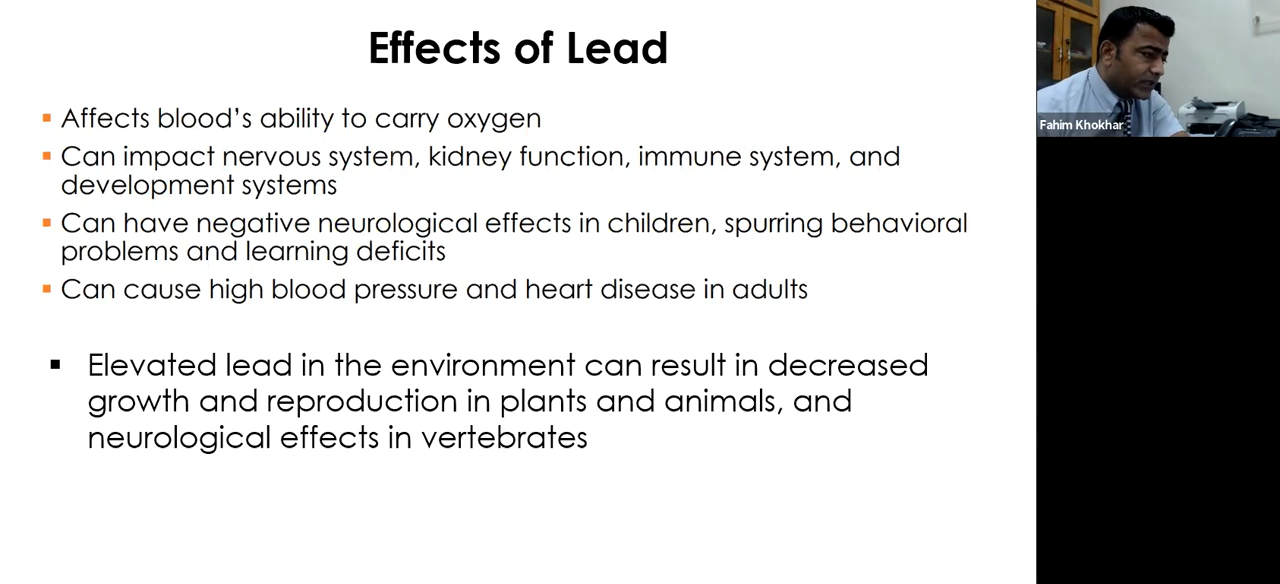 Effects of Lead
▪ Affects blood’s ability to carry oxygen
▪ Can impact nervous system, kidney function, immune system, and
development systems
▪ Can have negative neurological effects in children, spurring behavioral
problems and learning deficits
▪ Can cause high blood pressure and heart disease in adults
▪ Elevated lead in the environment can result in decreased
growth and reproduction in plants and animals, and
neurological effects in vertebrates
Fahim Khokhar